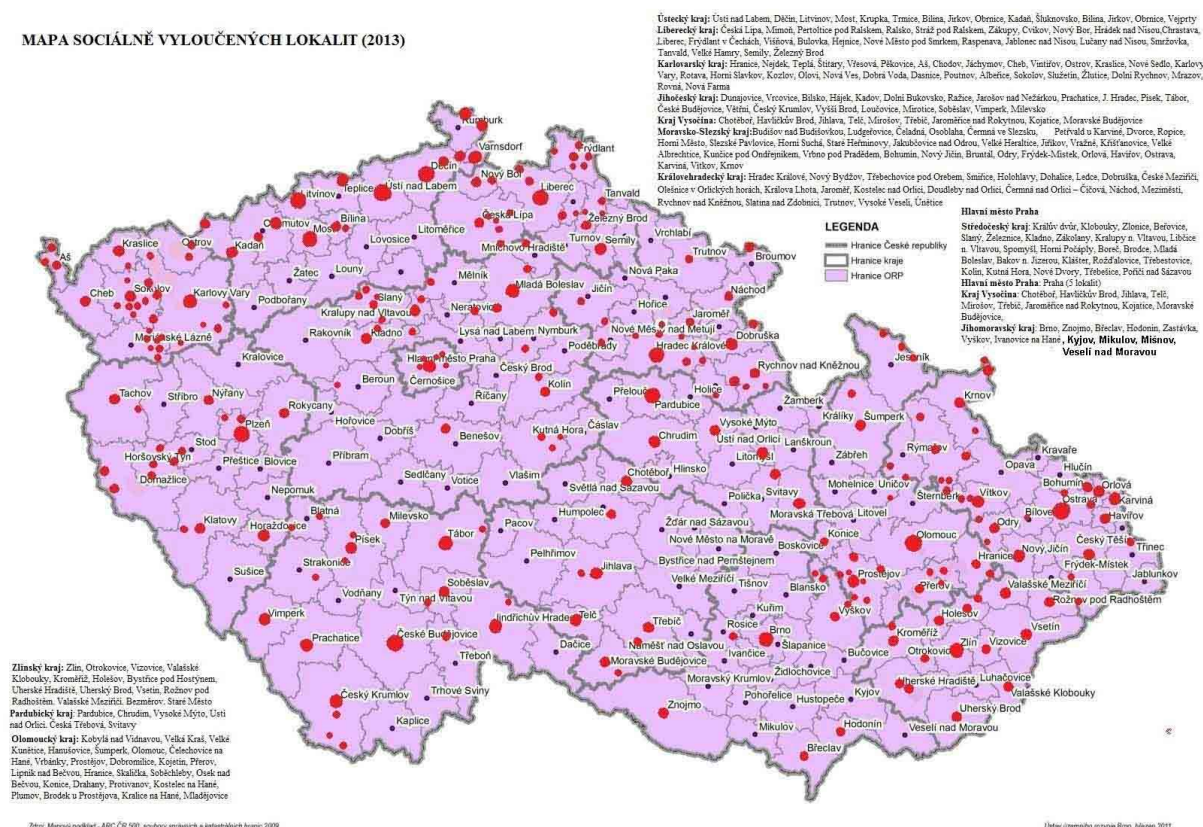 MAPA SOCIÁLNĚ VYLOUČENÝCH LOKALIT (2013)
Ústecký kraj: Ústí nad Labem, Děčín, Litvínov, Most, Krupka, Trmice, Bílina, Jirkov, Obrnice, Kadaň, Šluknovsko, Bílina, Jirkov, Obrnice, Vejprty
Liberecký kraj: Česká Lípa, Mimoň, Pertoltice pod Ralskem, Ralsko, Stráž pod Ralskem, Zákupy, Cvikov, Nový Bor, Hrádek nad Nisou,Chrastava,
Liberec, Frýdlant v Čechách, Višňová, Bulovka, Hejnice, Nové Město pod Smrkem, Raspenava, Jablonec nad Nisou, Lučany nad Nisou, Smržovka,
Tanvald, Velké Hamry, Semily, Železný Brod
Karlovarský kraj: Hranice, Nejdek, Teplá, Štítary, Vřesová, Pěkovice, Aš, Chodov, Jáchymov, Cheb, Vintířov, Ostrov, Kraslice, Nové Sedlo, Karlovy
Vary, Rotava, Horní Slavkov, Kozlov, Oloví, Nová Ves, Dobrá Voda, Dasnice, Poutnov, Albeřice, Sokolov, Služetín, Žlutice, Dolní Rychnov, Mrázov,
Rovná, Nová Farma
Jihočeský kraj: Dunajovice, Vrcovice, Bilsko, Hájek, Kadov, Dolní Bukovsko, Ražice, Jarošov nad Nežárkou, Prachatice, J. Hradec, Písek, Tábor,
České Budějovice, Větřní, Český Krumlov, Vyšší Brod, Loučovice, Mirotice, Soběslav, Vimperk, Milevsko
Kraj Vysočina: Chotěboř, Havlíčkův Brod, Jihlava, Telč, Mirošov, Třebíč, Jaroměřice nad Rokytnou, Kojatice, Moravské Budějovice
Moravsko-Slezský kraj:Budišov nad Budišovkou, Ludgeřovice, Čeladná, Osoblaha, Čermná ve Slezsku, Petřvald u Karviné, Dvorce, Ropice,
Horní Město, Slezské Pavlovice, Horní Suchá, Staré Heřminovy, Jakubčovice nad Odrou, Velké Heraltice, Jiříkov, Vražné, Křišťanovice, Velké
Albrechtice, Kunčice pod Ondřejníkem, Vrbno pod Pradědem, Bohumín, Nový Jičín, Bruntál, Odry, Frýdek-Místek, Orlová, Havířov, Ostrava,
Karviná, Vítkov, Krnov
Královéhradecký kraj: Hradec Králové, Nový Bydžov, Třebechovice pod Orebem, Smiřice, Holohlavy, Dohalice, Ledce, Dobruška, České Meziříčí,
Olešnice v Orlických horách, Králova Lhota, Jaroměř, Kostelec nad Orlicí, Doudleby nad Orlicí, Čermná nad Orlicí – Číčová, Náchod, Meziměstí,
Rychnov nad Kněžnou, Slatina nad Zdobnicí, Trutnov, Vysoké Veselí, Únětice
LEGENDA
Hranice České republiky
Hranice kraje
Hranice ORP
Hlavní město Praha
Středočeský kraj: Králův dvůr, Klobouky, Zlonice, Beřovice,
Slaný, Železnice, Kladno, Zákolany, Kralupy n. Vltavou, Libčice
n. Vltavou, Spomyšl, Horní Počáply, Boreč, Brodce, Mladá
Boleslav, Bakov n. Jizerou, Klášter, Rožďalovice, Třebestovice,
Kolín, Kutná Hora, Nové Dvory, Třebešice, Poříčí nad Sázavou
Hlavní město Praha: Praha (5 lokalit)
Kraj Vysočina: Chotěboř, Havlíčkův Brod, Jihlava, Telč,
Mirošov, Třebíč, Jaroměřice nad Rokytnou, Kojatice, Moravské
Budějovice,
Jihomoravský kraj: Brno, Znojmo, Břeclav, Hodonín, Zastávka,
Vyškov, Ivanovice na Hané, Kyjov, Mikulov, Mišnov,
Veselí nad Moravou
Rumburk
Varnsdorf
Frýdlant
Děčín
Nový Bor
Liberec
Teplice
Ústí nad Labem
Litvínov
Tanvald
Bílina
Česká Lípa
Železný Brod
Chomutov
Most
Litoměřice
Kraslice
Ostrov
Kadaň
Lovosice
Mnichovo Hradiště
Turnov
Semily
Vrchlabí
Trutnov
Broumov
Aš
Žatec
Louny
Mělník
Nová Paka
Cheb
Sokolov
Karlovy Vary
Podbořany
Slaný
Neratovice
Mladá Boleslav
Jičín
Hořice
Náchod
Kralupy nad Vltavou
Jaroměř
Mariánské Lázně
Rakovník
Kladno
Lysá nad Labem
Nymburk
Nové Město nad Metují
Dobruška
Kralovice
Hlavní město Praha
Poděbrady
Hradec Králové
Jeseník
Černošice
Český Brod
Kolín
Rychnov nad Kněžnou
Beroun
Říčany
Přelouč
Holice
Tachov
Stříbro
Nýřany
Rokycany
Hořovice
Pardubice
Žamberk
Králíky
Šumperk
Krnov
Plzeň
Dobříš
Benešov
Kutná Hora
Čáslav
Vysoké Mýto
Ústí nad Orlicí
Lanškroun
Stod
Chrudim
Zábřeh
Rýmařov
Kravaře
Horšovský Týn
Přeštice
Blovice
Příbram
Litomyšl
Opava
Hlučín
Domažlice
Sedlčany
Votice
Vlašim
Chotěboř
Hlinsko
Mohelnice
Uničov
Bohumín
Orlová
Nepomuk
Světlá nad Sázavou
Polička
Svitavy
Šternberk
Vítkov
Ostrava
Karviná
Klatovy
Horažďovice
Blatná
Milevsko
Humpolec
Moravská Třebová
Litovel
Bílovec
Havířov
Písek
Tábor
Pacov
Žďár nad Sázavou
Konice
Olomouc
Odry
Český Těšín
Strakonice
Nové Město na Moravě
Boskovice
Hranice
Nový Jičín
Třinec
Sušice
Pelhřimov
Bystřice nad Pernštejnem
Prostějov
Frýdek-Místek
Vodňany
Soběslav
Jihlava
Velké Meziříčí
Tišnov
Blansko
Přerov
Valašské Meziříčí
Jablunkov
Týn nad Vltavou
Kuřim
Vyškov
Rožnov pod Radhoštěm
Vimperk
Jindřichův Hradec
Telč
Třebíč
Rosice
Holešov
Prachatice
České Budějovice
Náměšť nad Oslavou
Brno
Kroměříž
Vsetín
Dačice
Ivančice
Šlapanice
Otrokovice
Zlín
Vizovice
Třeboň
Moravské Budějovice
Židlochovice
Bučovice
Český Krumlov
Trhové Sviny
Moravský Krumlov
Pohořelice
Hustopeče
Kyjov
Uherské Hradiště
Luhačovice
Valašské Klobouky
Kaplice
Znojmo
Uherský Brod
Mikulov
Hodonín
Veselí nad Moravou
Břeclav
Zlínský kraj: Zlín, Otrokovice, Vizovice, Valašské
Klobouky, Kroměříž, Holešov, Bystřice pod Hostýnem,
Uherské Hradiště, Uherský Brod, Vsetín, Rožnov pod
Radhoštěm, Valašské Meziříčí, Bezměrov, Staré Město
Pardubický kraj: Pardubice, Chrudim, Vysoké Mýto, Ústí
nad Orlicí, Česká Třebová, Svitavy
Olomoucký kraj: Kobylá nad Vidnavou, Velká Kraš, Velké
Kunětice, Hanušovice, Šumperk, Olomouc, Čelechovice na
Hané, Vrbátky, Prostějov, Dobromilice, Kojetín, Přerov,
Lipník nad Bečvou, Hranice, Skalička, Soběchleby, Osek nad
Bečvou, Konice, Drahany, Protivanov, Kostelec na Hané,
Plumov, Brodek u Prostějova, Kralice na Hané, Mladějovice
Zdroj: Mapový podklad - ARC ČR 500, soubory správních a katastrálních hranic 2009
Ústav územního rozvoje Brno, březen 2011